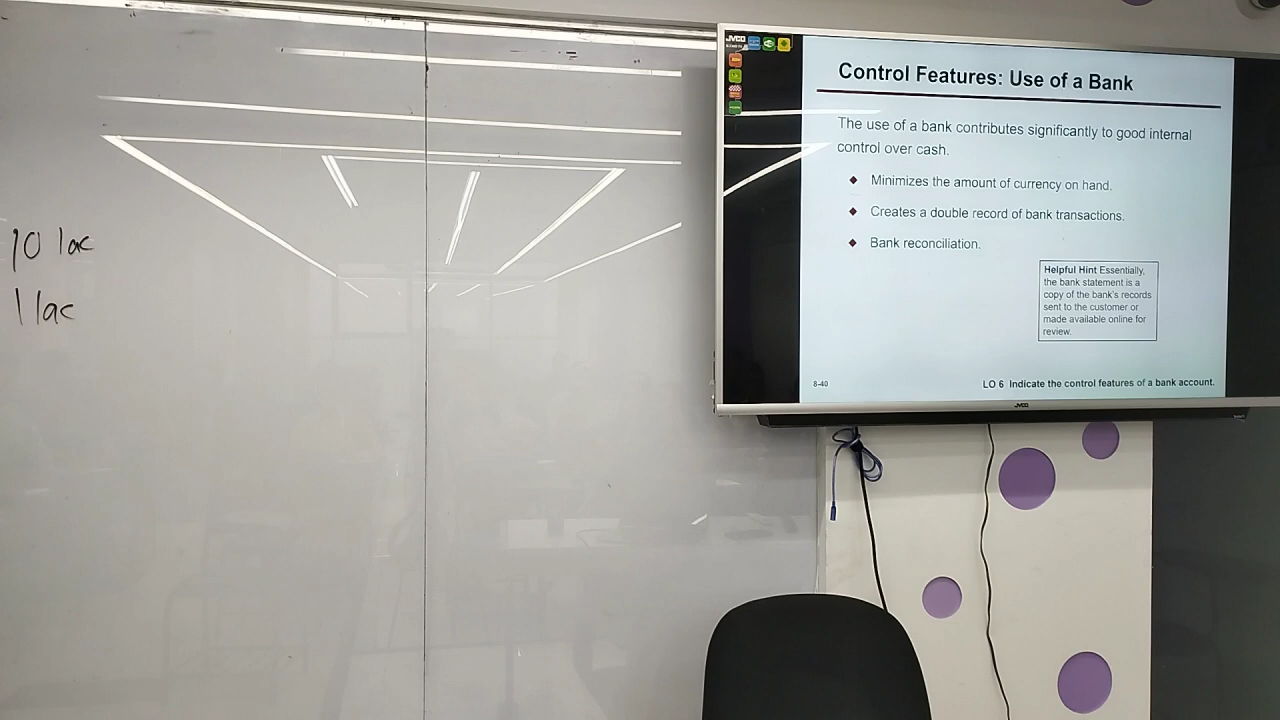 10 lac
1 lac
JVCO
Control Features: Use of a Bank
The use of a bank contributes significantly to good internal
control over cash.
Minimizes the amount of currency on hand.
Creates a double record of bank transactions.
Bank reconciliation.
Helpful Hint Essentially,
the bank statement is a
copy of the bank's records
sent to the customer or
made available online for
review.
8-40
LO 6 Indicate the control features of a bank account.
JVCO